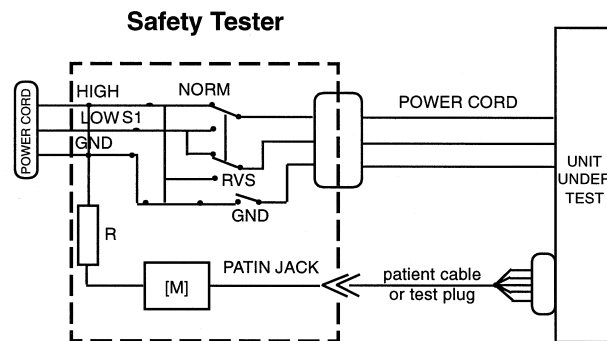 Safety Tester
HIGH
NORM
LOW S1
GND
POWER CORD
POWER CORD
RVS
GND
UNIT
UNDER
TEST
R
PATIN JACK
[M]
patient cable
or test plug